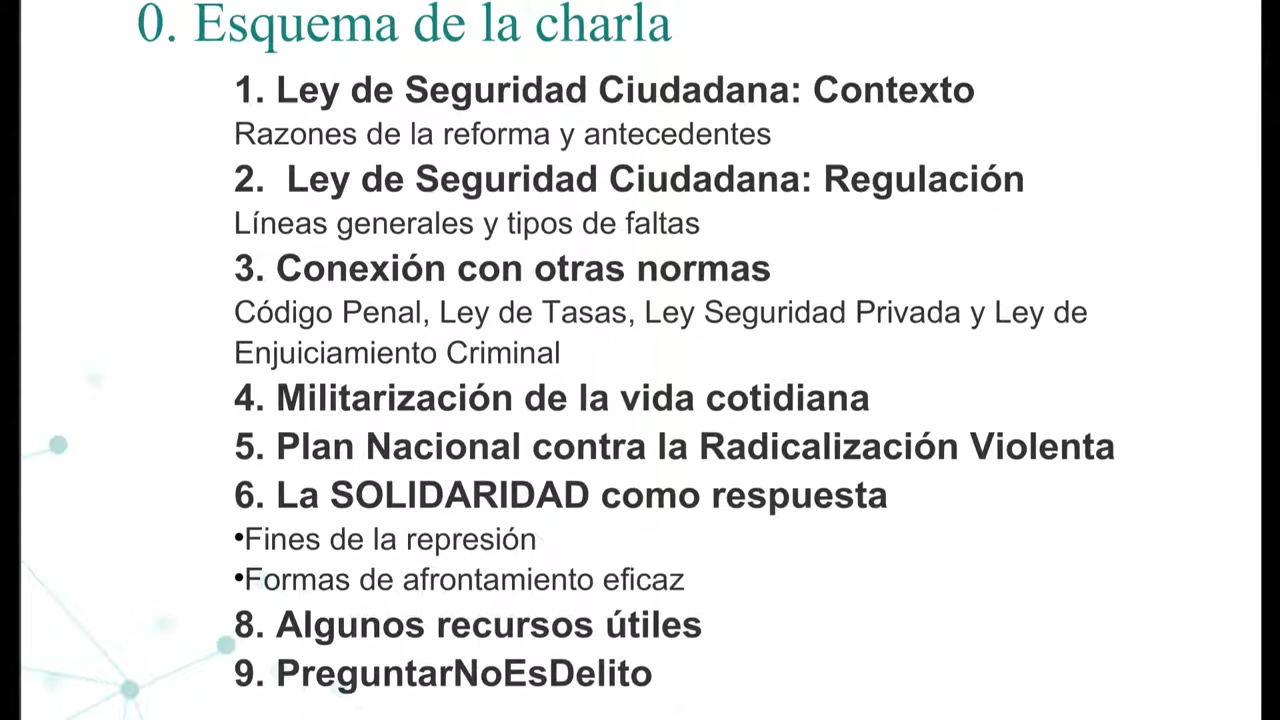 0. Esquema de la charla
1. Ley de Seguridad Ciudadana: Contexto
Razones de la reforma y antecedentes
2.  Ley de Seguridad Ciudadana: Regulación
Líneas generales y tipos de faltas
3. Conexión con otras normas
Código Penal, Ley de Tasas, Ley Seguridad Privada y Ley de
Enjuiciamiento Criminal
4. Militarización de la vida cotidiana
5. Plan Nacional contra la Radicalización Violenta
6. La SOLIDARIDAD como respuesta
•Fines de la represión
•Formas de afrontamiento eficaz
8. Algunos recursos útiles
9. PreguntarNoEsDelito